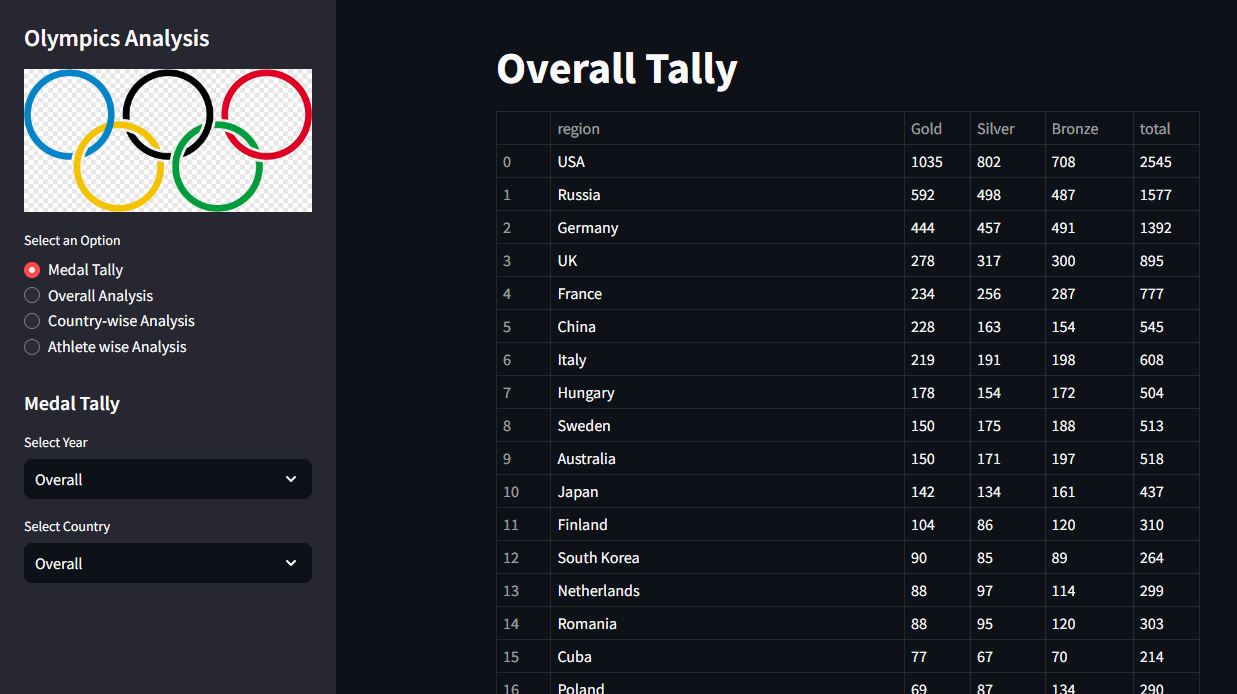 Olympics Analysis
Select an Option
Medal Tally
Overall Analysis
Country-wise Analysis
Athlete wise Analysis
Medal Tally
Select Year
Overall
Select Country
Overall
Overall Tally
region Gold Silver Bronze total
0 USA 1035 802 708 2545
1 Russia 592 498 487 1577
2 Germany 444 457 491 1392
3 UK 278 317 300 895
4 France 234 256 287 777
5 China 228 163 154 545
6 Italy 219 191 198 608
7 Hungary 178 154 172 504
8 Sweden 150 175 188 513
9 Australia 150 171 197 518
10 Japan 142 134 161 437
11 Finland 104 86 120 310
12 South Korea 90 85 89 264
13 Netherlands 88 97 114 299
14 Romania 88 95 120 303
15 Cuba 77 67 70 214
16 Poland 69 87 134 290